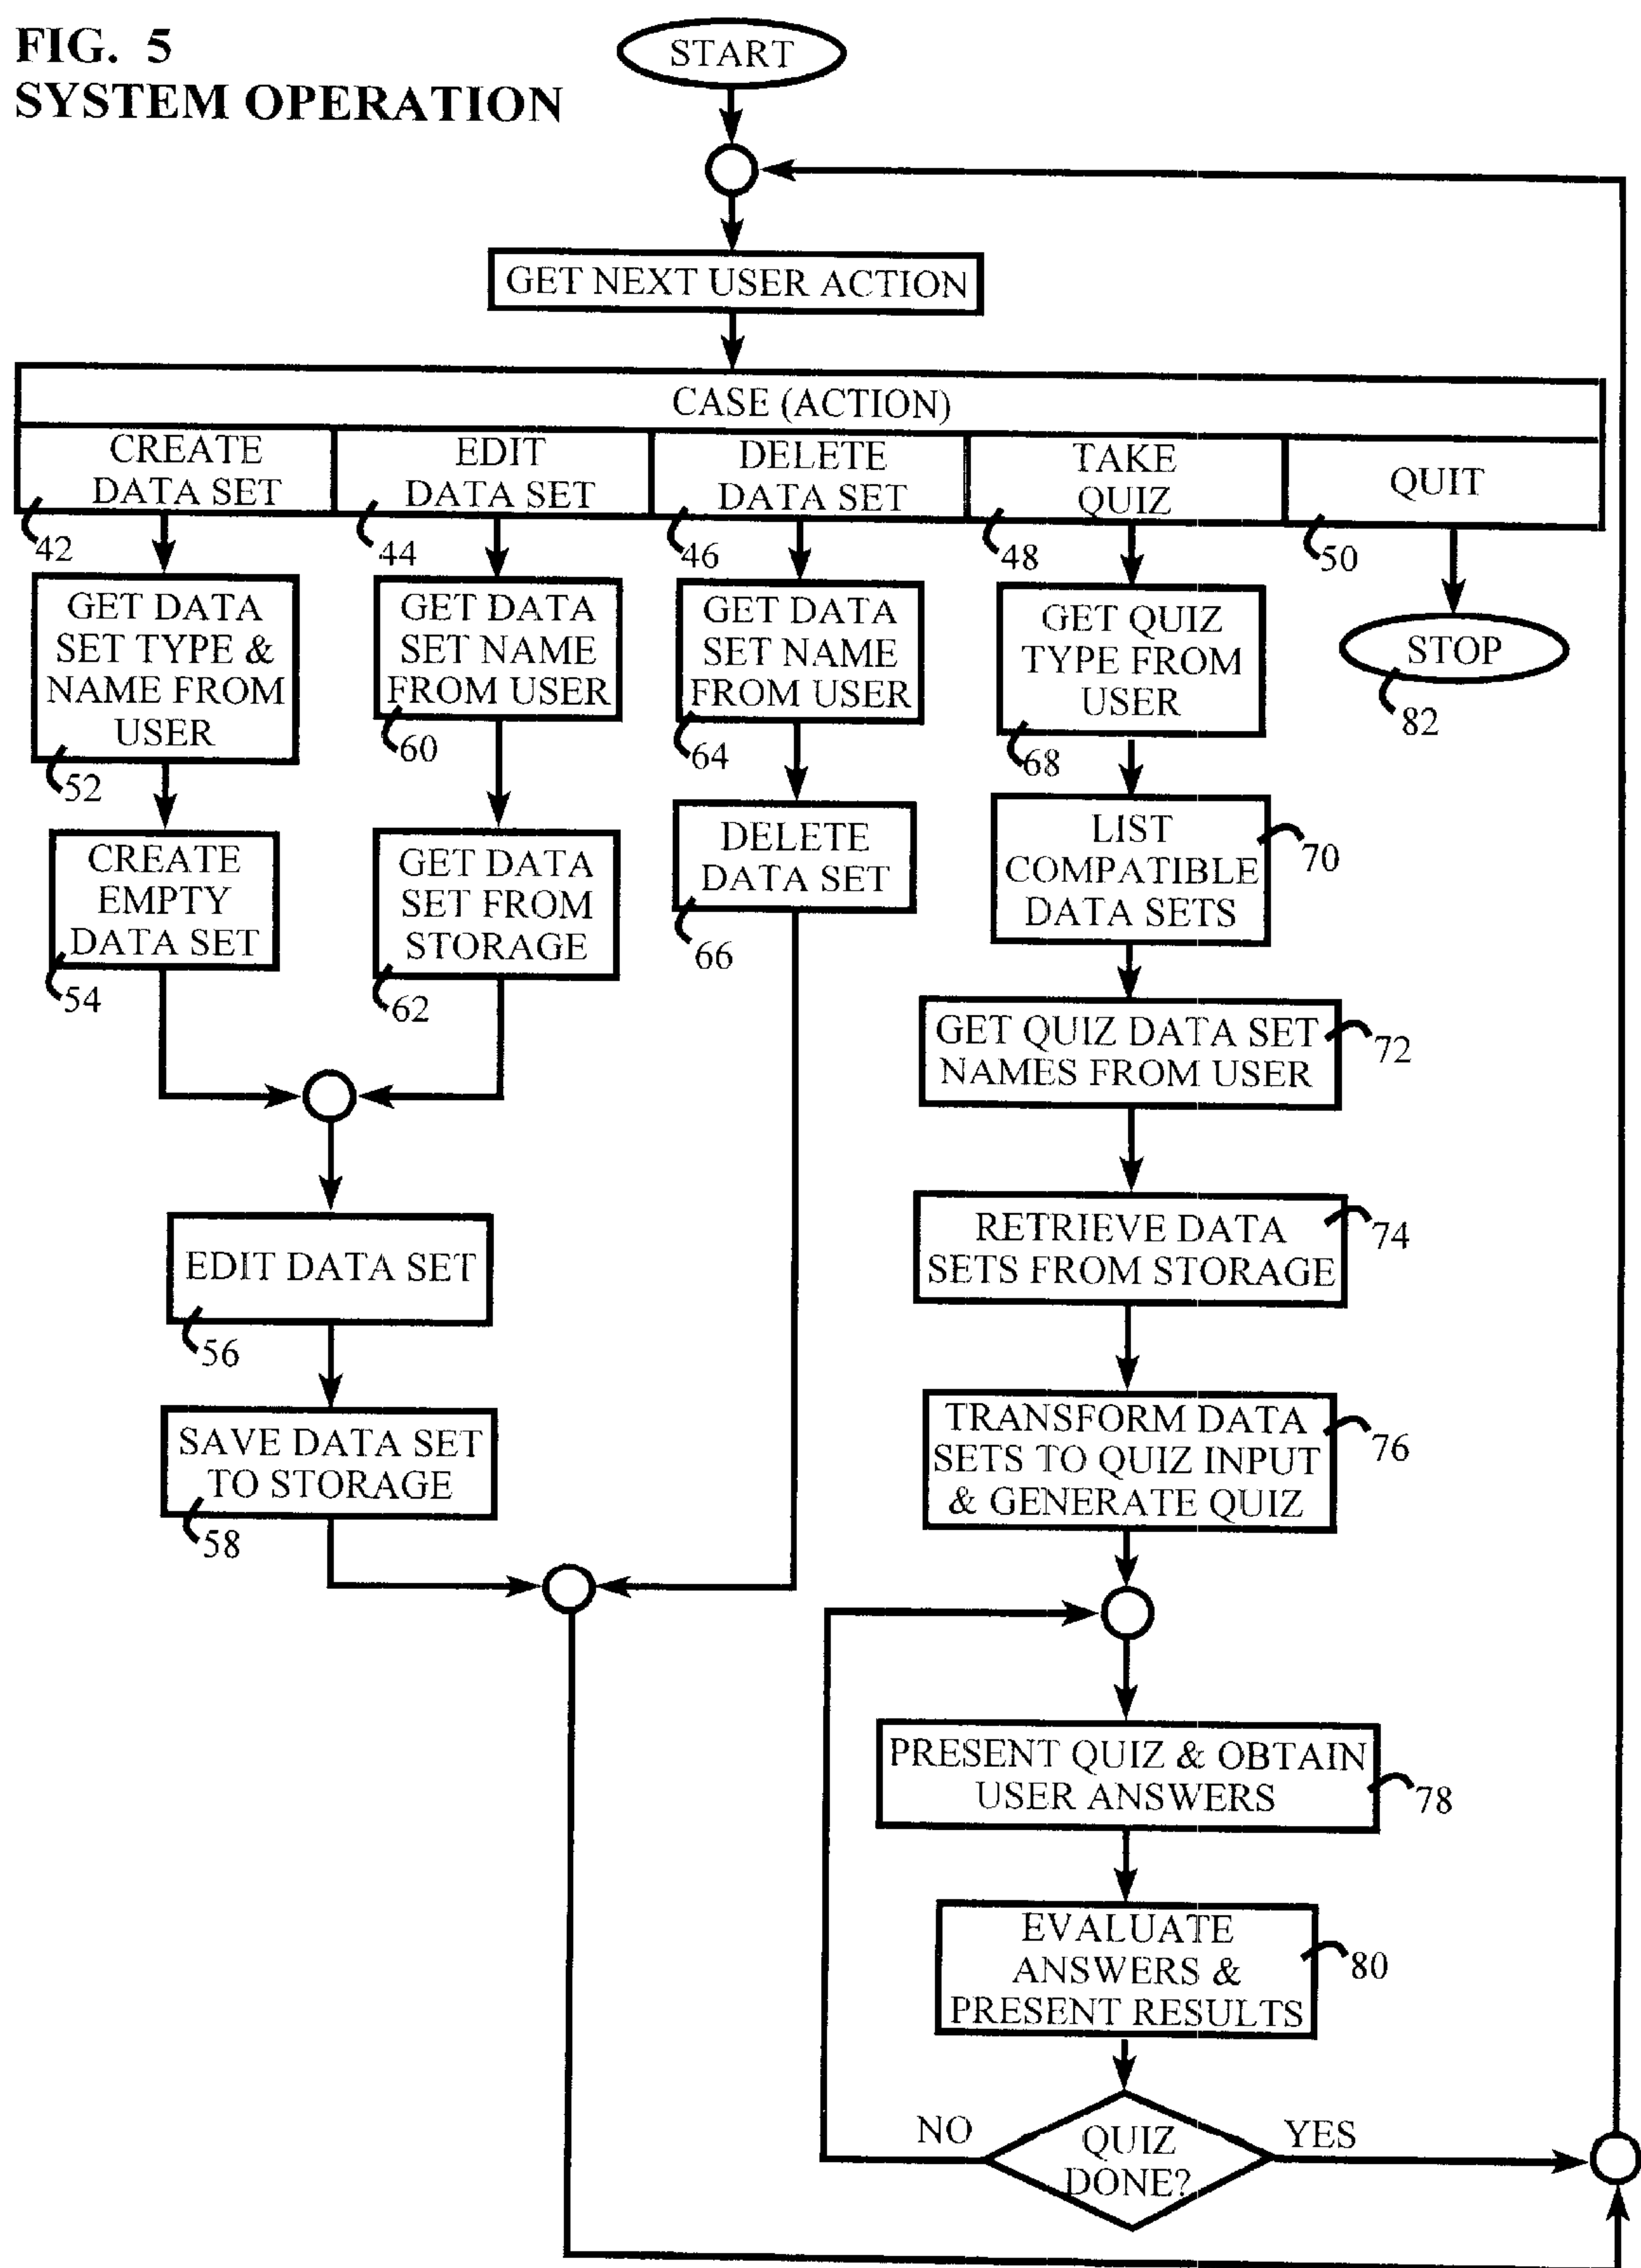 FIG. 5
SYSTEM OPERATION
START
GET NEXT USER ACTION
CASE (ACTION)
CREATE
DATA SET
42
EDIT
DATA SET
44
DELETE
DATA SET
46
TAKE
QUIZ
48
QUIT
50
GET DATA
SET TYPE &
NAME FROM
USER
52
GET DATA
SET NAME
FROM USER
60
GET DATA
SET NAME
FROM USER
64
GET QUIZ
TYPE FROM
USER
68
STOP
82
CREATE
EMPTY
DATA SET
54
GET DATA
SET FROM
STORAGE
62
DELETE
DATA SET
66
LIST
COMPATIBLE
DATA SETS
70
GET QUIZ DATA SET
NAMES FROM USER
72
EDIT DATA SET
56
RETRIEVE DATA
SETS FROM STORAGE
74
SAVE DATA SET
TO STORAGE
58
TRANSFORM DATA
SETS TO QUIZ INPUT
& GENERATE QUIZ
76
PRESENT QUIZ & OBTAIN
USER ANSWERS
78
EVALUATE
ANSWERS &
PRESENT RESULTS
80
NO
QUIZ
DONE?
YES